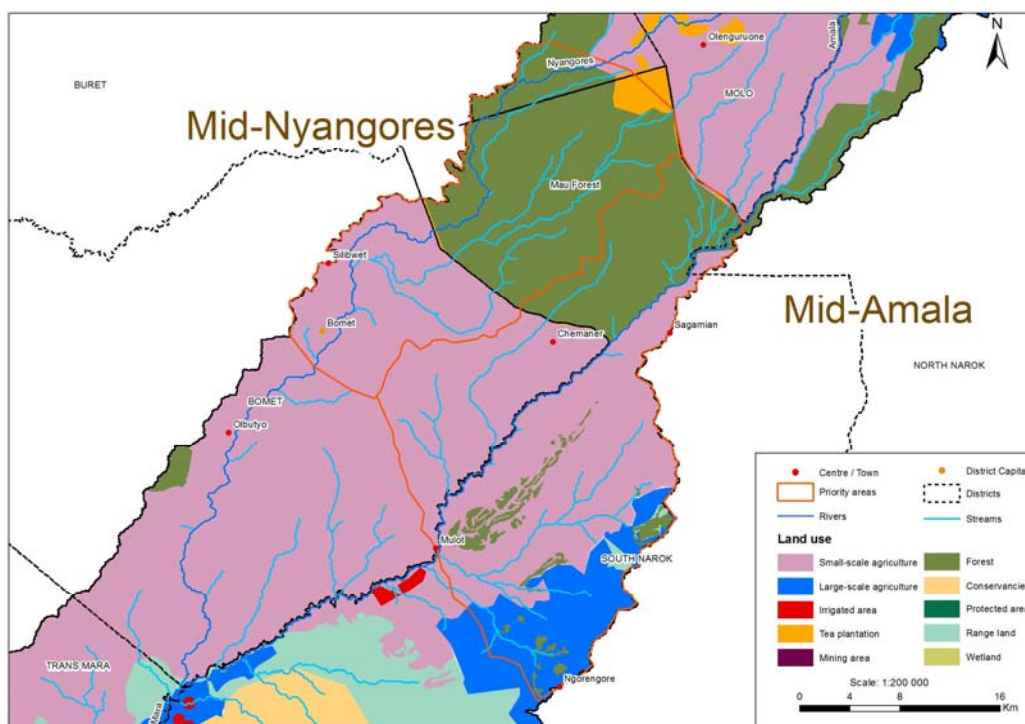 Olenguruone
Amala
N
Nyangores
BURET
MOLO
Mid-Nyangores
Mau Forest
Silibwet
Mid-Amala
Bomet
Sagamian
Chemaner
NORTH NAROK
BOMET
Olbutyo
Mulot
SOUTH NAROK
TRANS MARA
Ngorengore
Mara
Centre / Town
District Capita
Priority areas
Districts
Rivers
Streams
Land use
Small-scale agriculture
Forest
Large-scale agriculture
Conservancie
Irrigated area
Protected area
Tea plantation
Range land
Mining area
Wetland
Scale: 1:200 000
0 4 8 16
Km